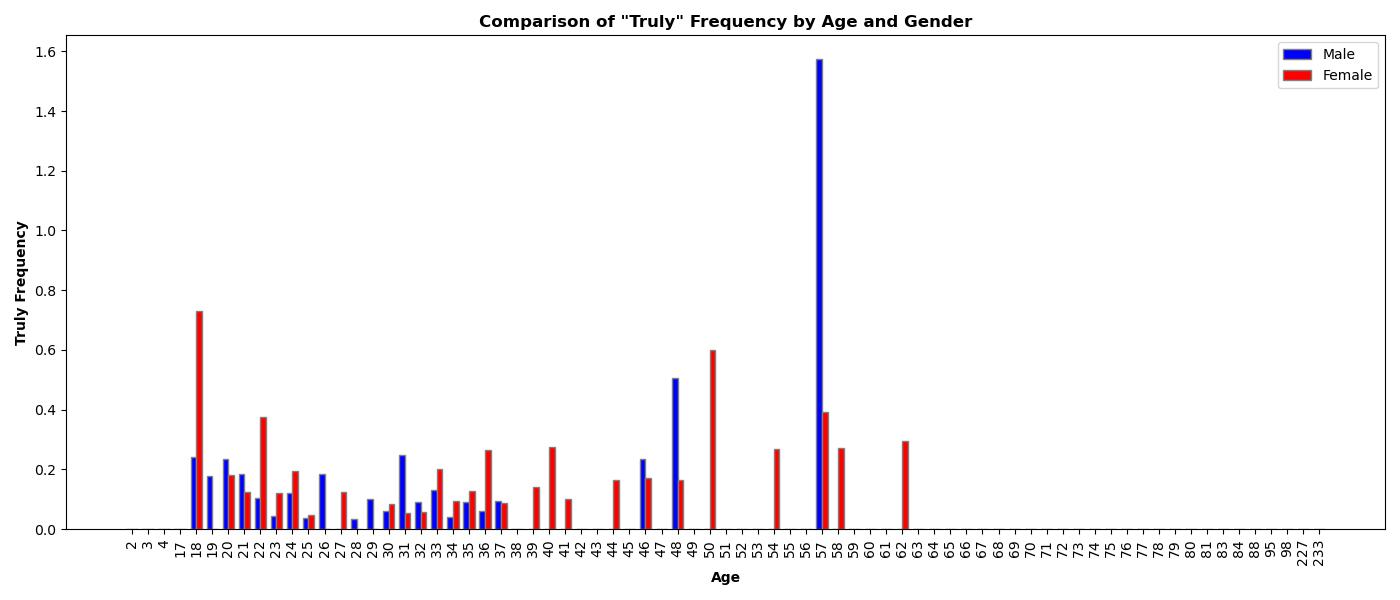 Comparison of "Truly" Frequency by Age and Gender
Male
Female
Truly Frequency
1.6
1.4
1.2
1.0
0.8
0.6
0.4
0.2
0.0
2 3 4 17 18 19 20 21 22 23 24 25 26 27 28 29 30 31 32 33 34 35 36 37 38 39 40 41 42 43 44 45 46 47 48 49 50 51 52 53 54 55 56 57 58 59 60 61 62 63 64 65 66 67 68 69 70 71 72 73 74 75 76 77 78 79 80 81 83 84 88 95 98 227 233
Age